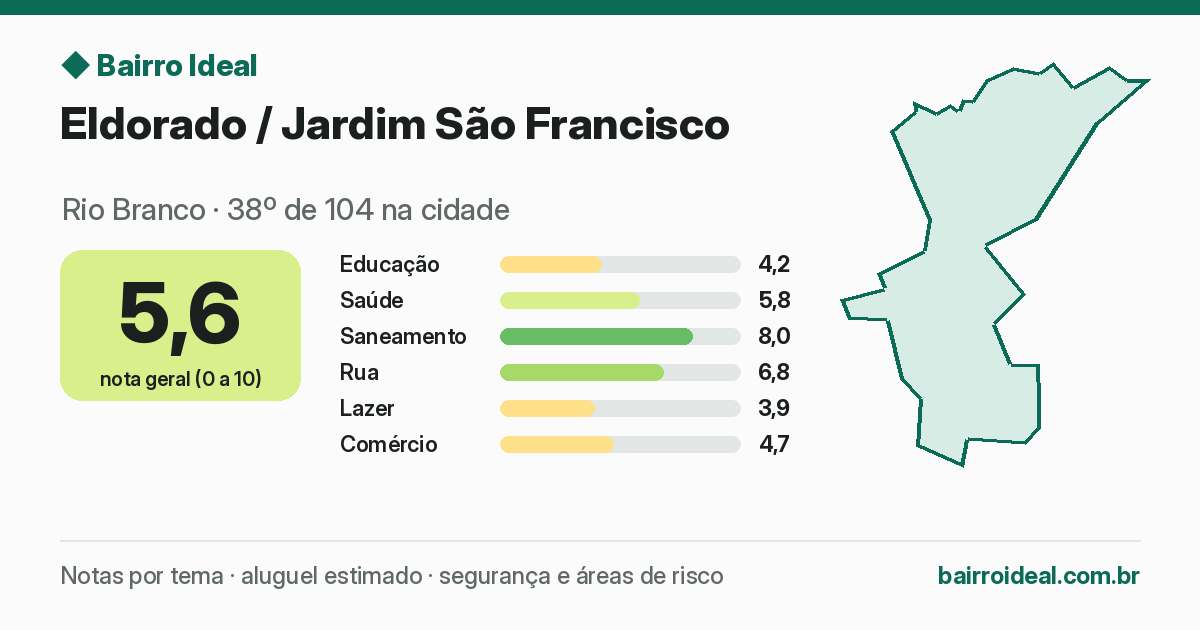 Bairro Ideal
Eldorado / Jardim São Francisco
Rio Branco · 38º de 104 na cidade
5,6
nota geral (0 a 10)
Educação 4,2
Saúde 5,8
Saneamento 8,0
Rua 6,8
Lazer 3,9
Comércio 4,7
Notas por tema · aluguel estimado · segurança e áreas de risco
bairroideal.com.br